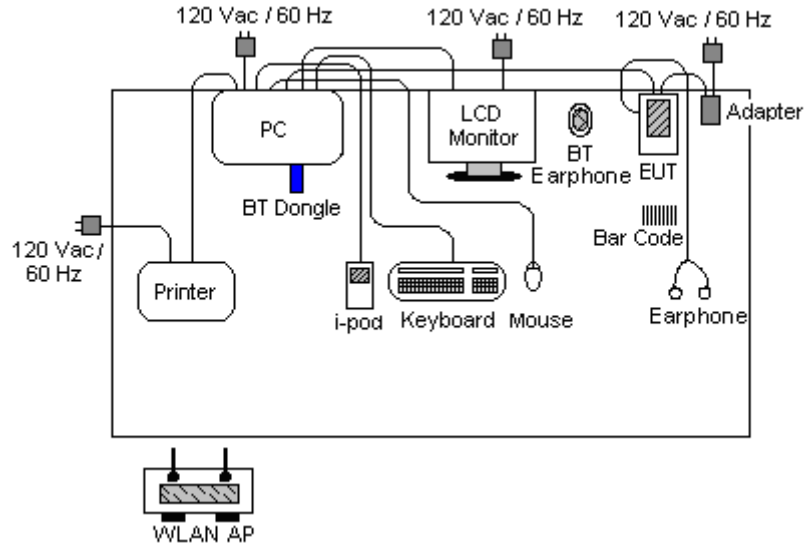 120 Vac / 60 Hz
120 Vac / 60 Hz
120 Vac / 60 Hz
PC
LCD
Monitor
Adapter
BT
Earphone
EUT
BT Dongle
Bar Code
120 Vac /
60 Hz
Printer
i-pod
Keyboard
Mouse
Earphone
WLAN AP